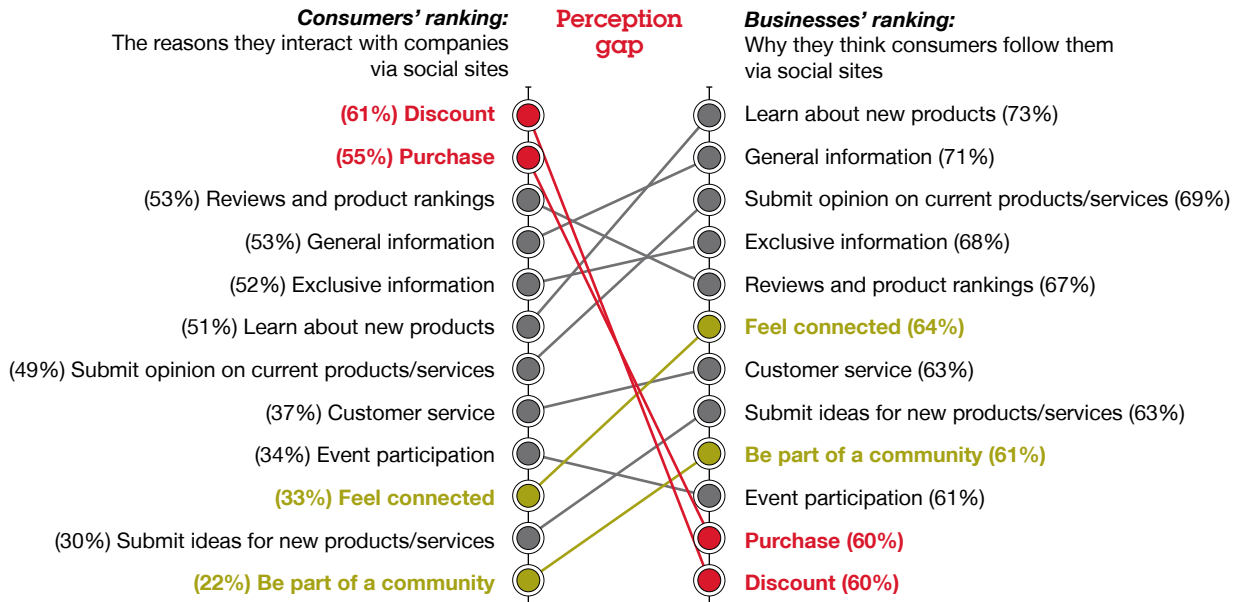 Consumers’ ranking:
The reasons they interact with companies
via social sites
Perception
gap
Businesses’ ranking:
Why they think consumers follow them
via social sites
(61%) Discount
(55%) Purchase
(53%) Reviews and product rankings
(53%) General information
(52%) Exclusive information
(51%) Learn about new products
(49%) Submit opinion on current products/services
(37%) Customer service
(34%) Event participation
(33%) Feel connected
(30%) Submit ideas for new products/services
(22%) Be part of a community
Learn about new products (73%)
General information (71%)
Submit opinion on current products/services (69%)
Exclusive information (68%)
Reviews and product rankings (67%)
Feel connected (64%)
Customer service (63%)
Submit ideas for new products/services (63%)
Be part of a community (61%)
Event participation (61%)
Purchase (60%)
Discount (60%)